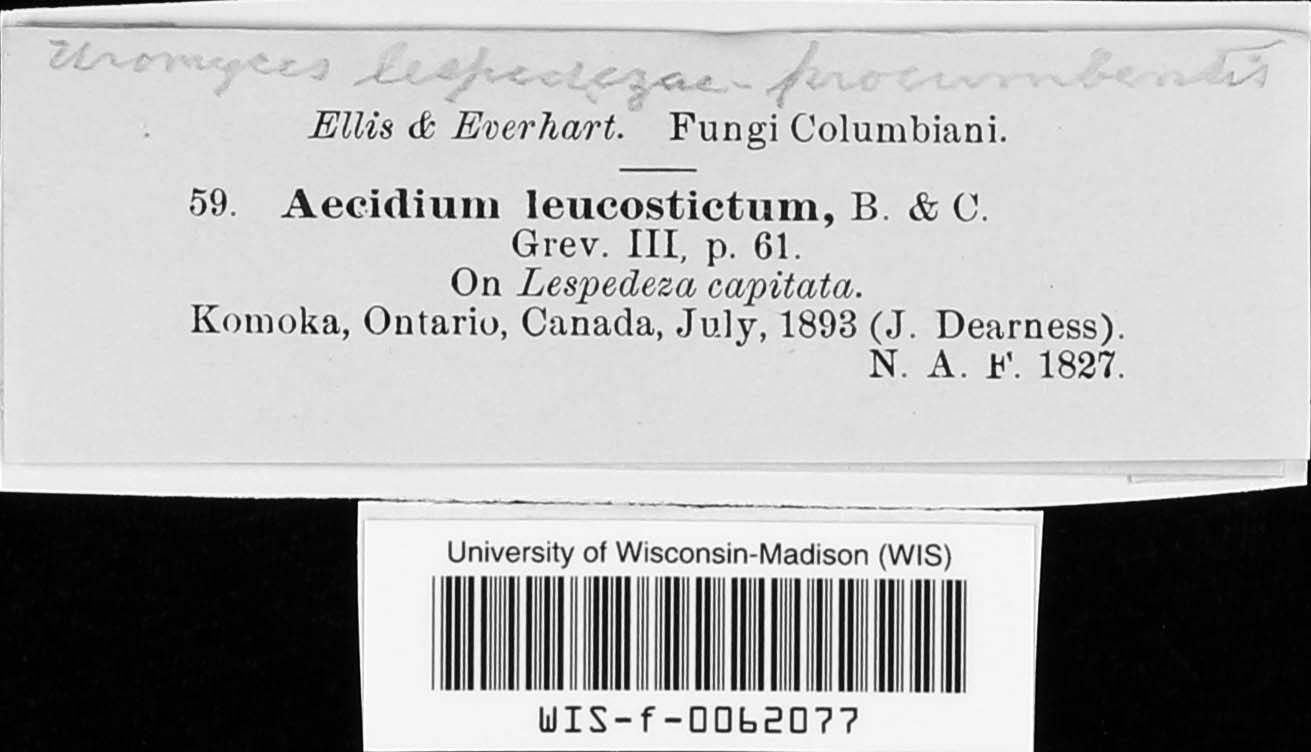 Uromyces lespedezae-procumbentis
Ellis & Everhart. Fungi Columbiani.
59. Aecidium leucostictum, B. & C.
Grev. III, p. 61.
On Lespedeza capitata.
Komoka, Ontario, Canada, July, 1893 (J. Dearness).
N. A. F. 1827.
University of Wisconsin-Madison (WIS)
WIS-f-0062077